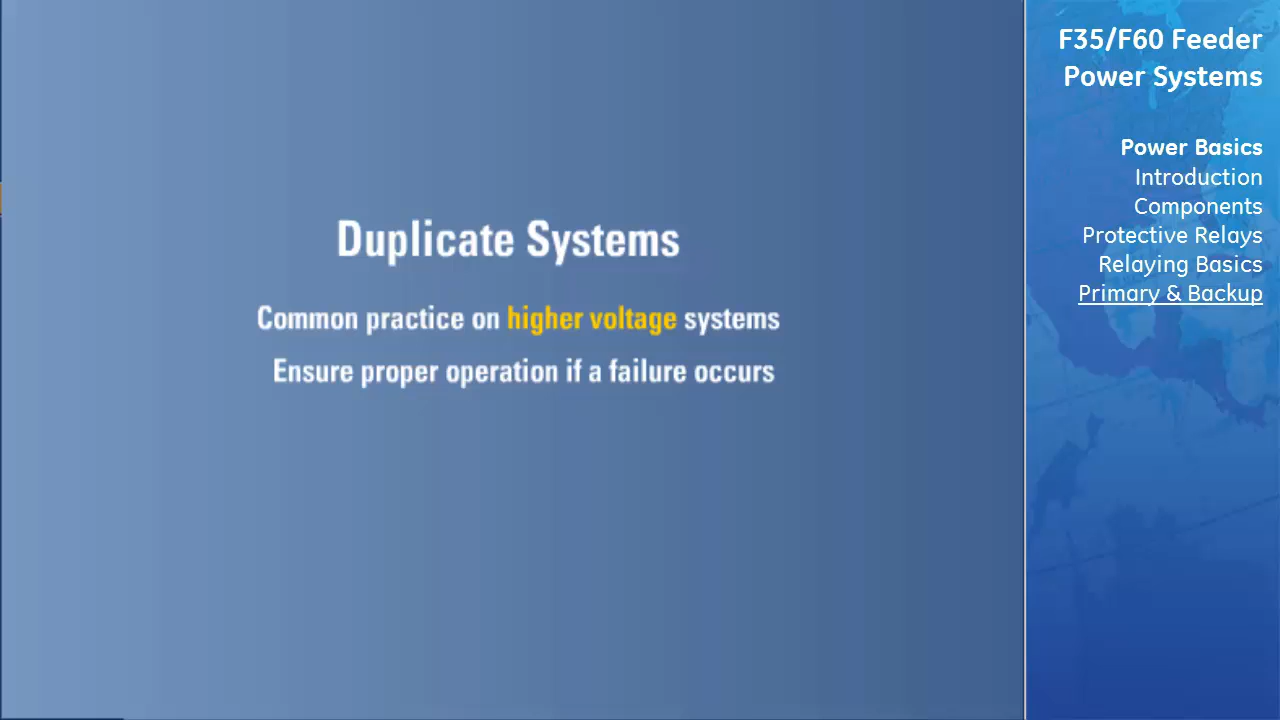 Duplicate Systems
Common practice on higher voltage systems
Ensure proper operation if a failure occurs
F35/F60 Feeder
Power Systems
Power Basics
Introduction
Components
Protective Relays
Relaying Basics
Primary & Backup